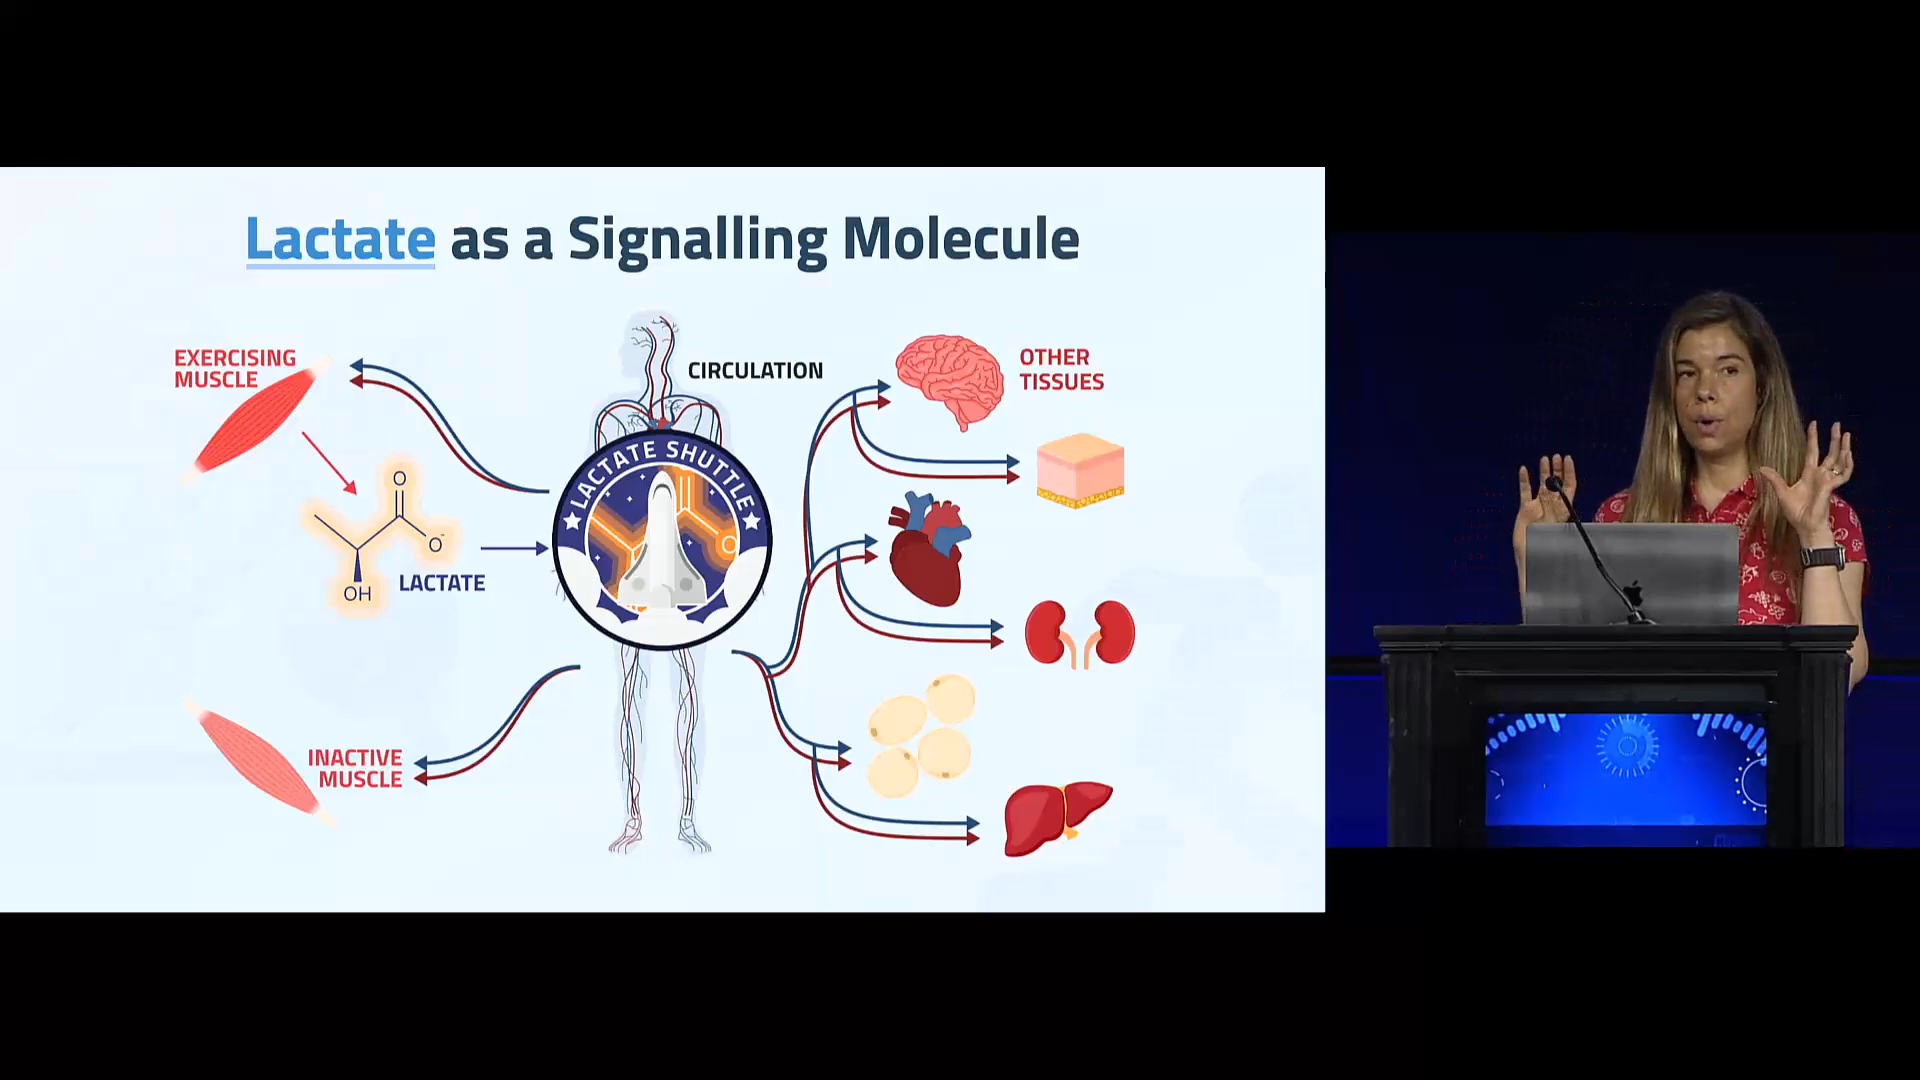 Lactate as a Signalling Molecule
EXERCISING
MUSCLE
CIRCULATION
OTHER
TISSUES
LACTATE SHUTTLE
O
O
O-
OH
LACTATE
INACTIVE
MUSCLE